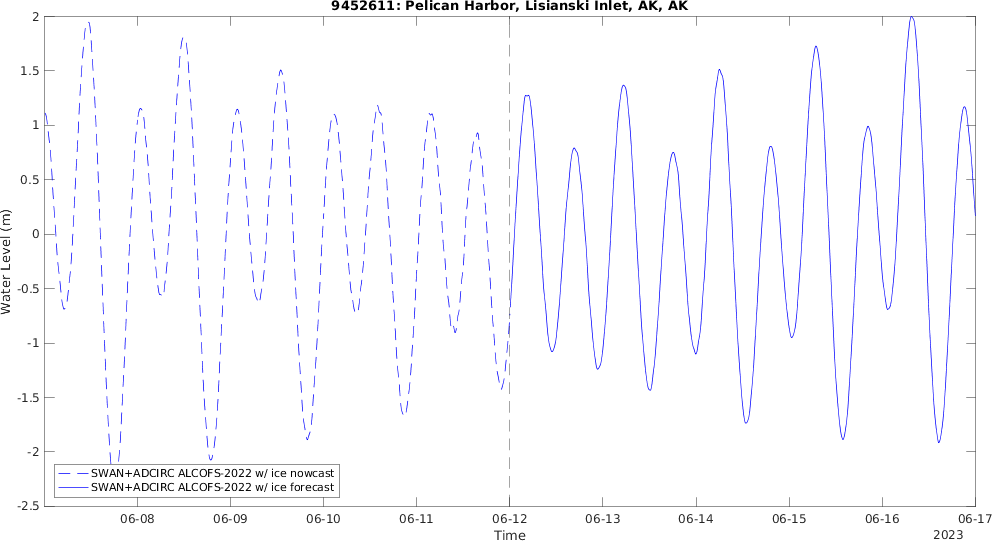 9452611: Pelican Harbor, Lisianski Inlet, AK, AK
2
1.5
1
0.5
0
-0.5
-1
-1.5
-2
-2.5
Water Level (m)
SWAN+ADCIRC ALCOFS-2022 w/ ice nowcast
SWAN+ADCIRC ALCOFS-2022 w/ ice forecast
06-08 06-09 06-10 06-11 06-12 06-13 06-14 06-15 06-16 06-17
Time
2023